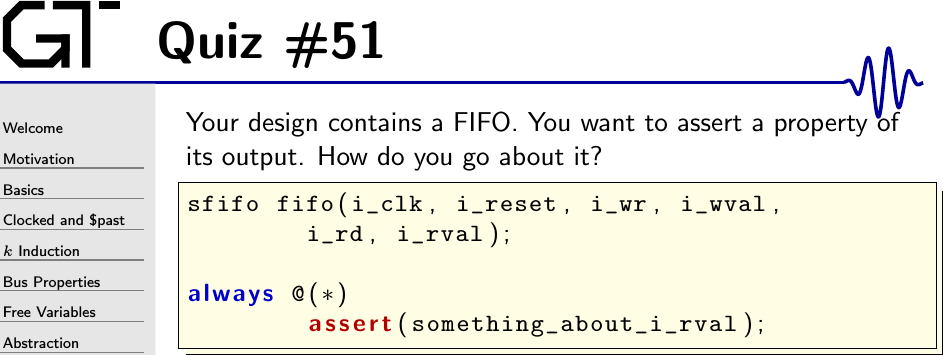 GT
Quiz #51
Welcome
Motivation
Basics
Clocked and $past
k Induction
Bus Properties
Free Variables
Abstraction
Your design contains a FIFO. You want to assert a property of
its output. How do you go about it?
sfifo fifo(i_clk, i_reset, i_wr, i_wval,
i_rd, i_rval);
always @(*)
assert(something_about_i_rval);